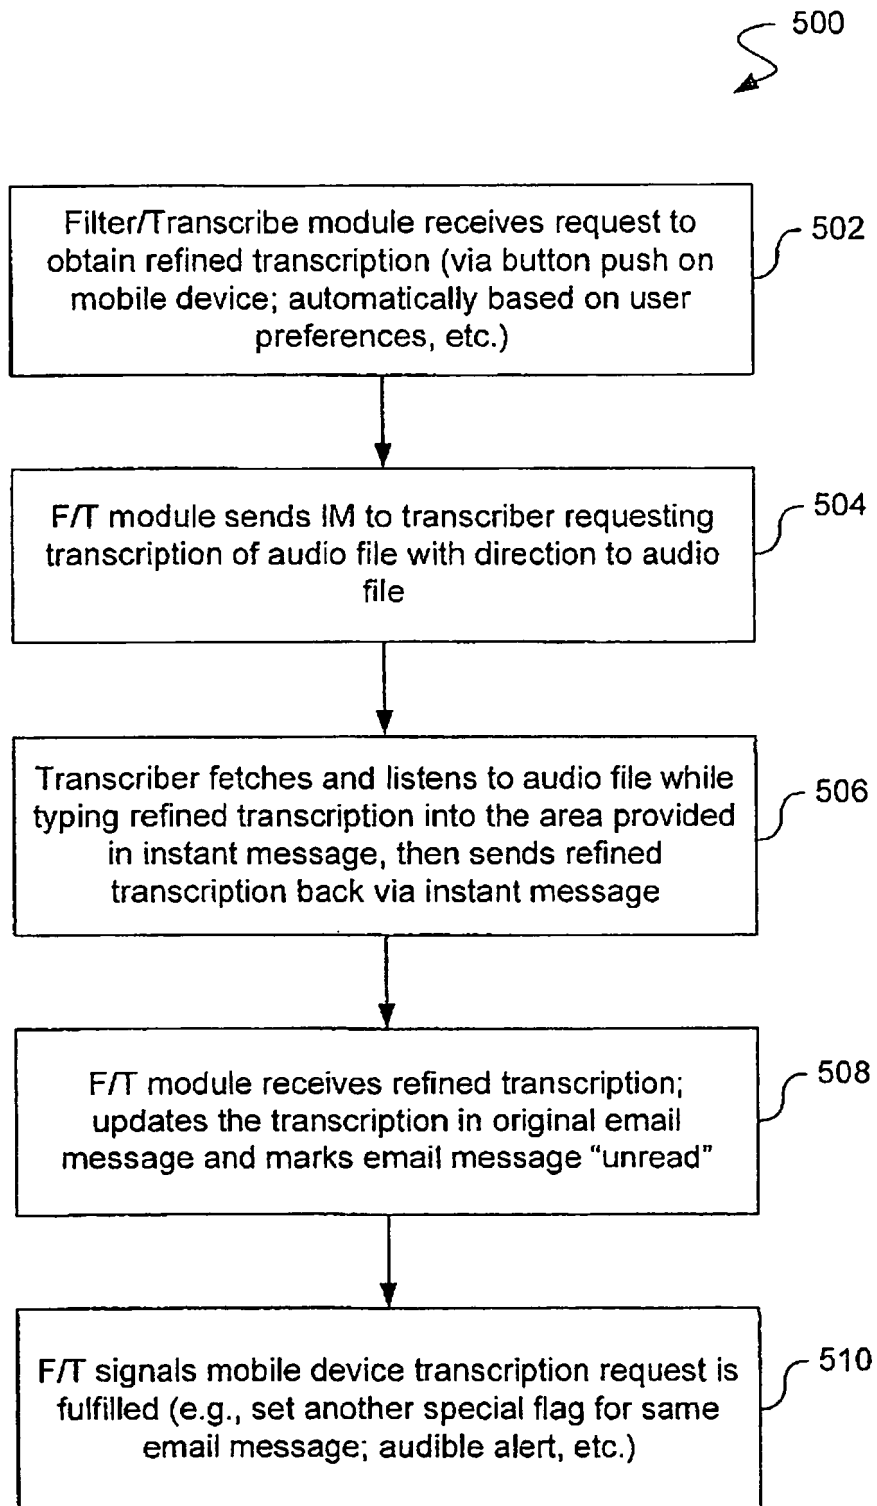 500
Filter/Transcribe module receives request to
obtain refined transcription (via button push on
mobile device; automatically based on user
preferences, etc.)
502
F/T module sends IM to transcriber requesting
transcription of audio file with direction to audio
file
504
Transcriber fetches and listens to audio file while
typing refined transcription into the area provided
in instant message, then sends refined
transcription back via instant message
506
F/T module receives refined transcription;
updates the transcription in original email
message and marks email message “unread”
508
F/T signals mobile device transcription request is
fulfilled (e.g., set another special flag for same
email message; audible alert, etc.)
510